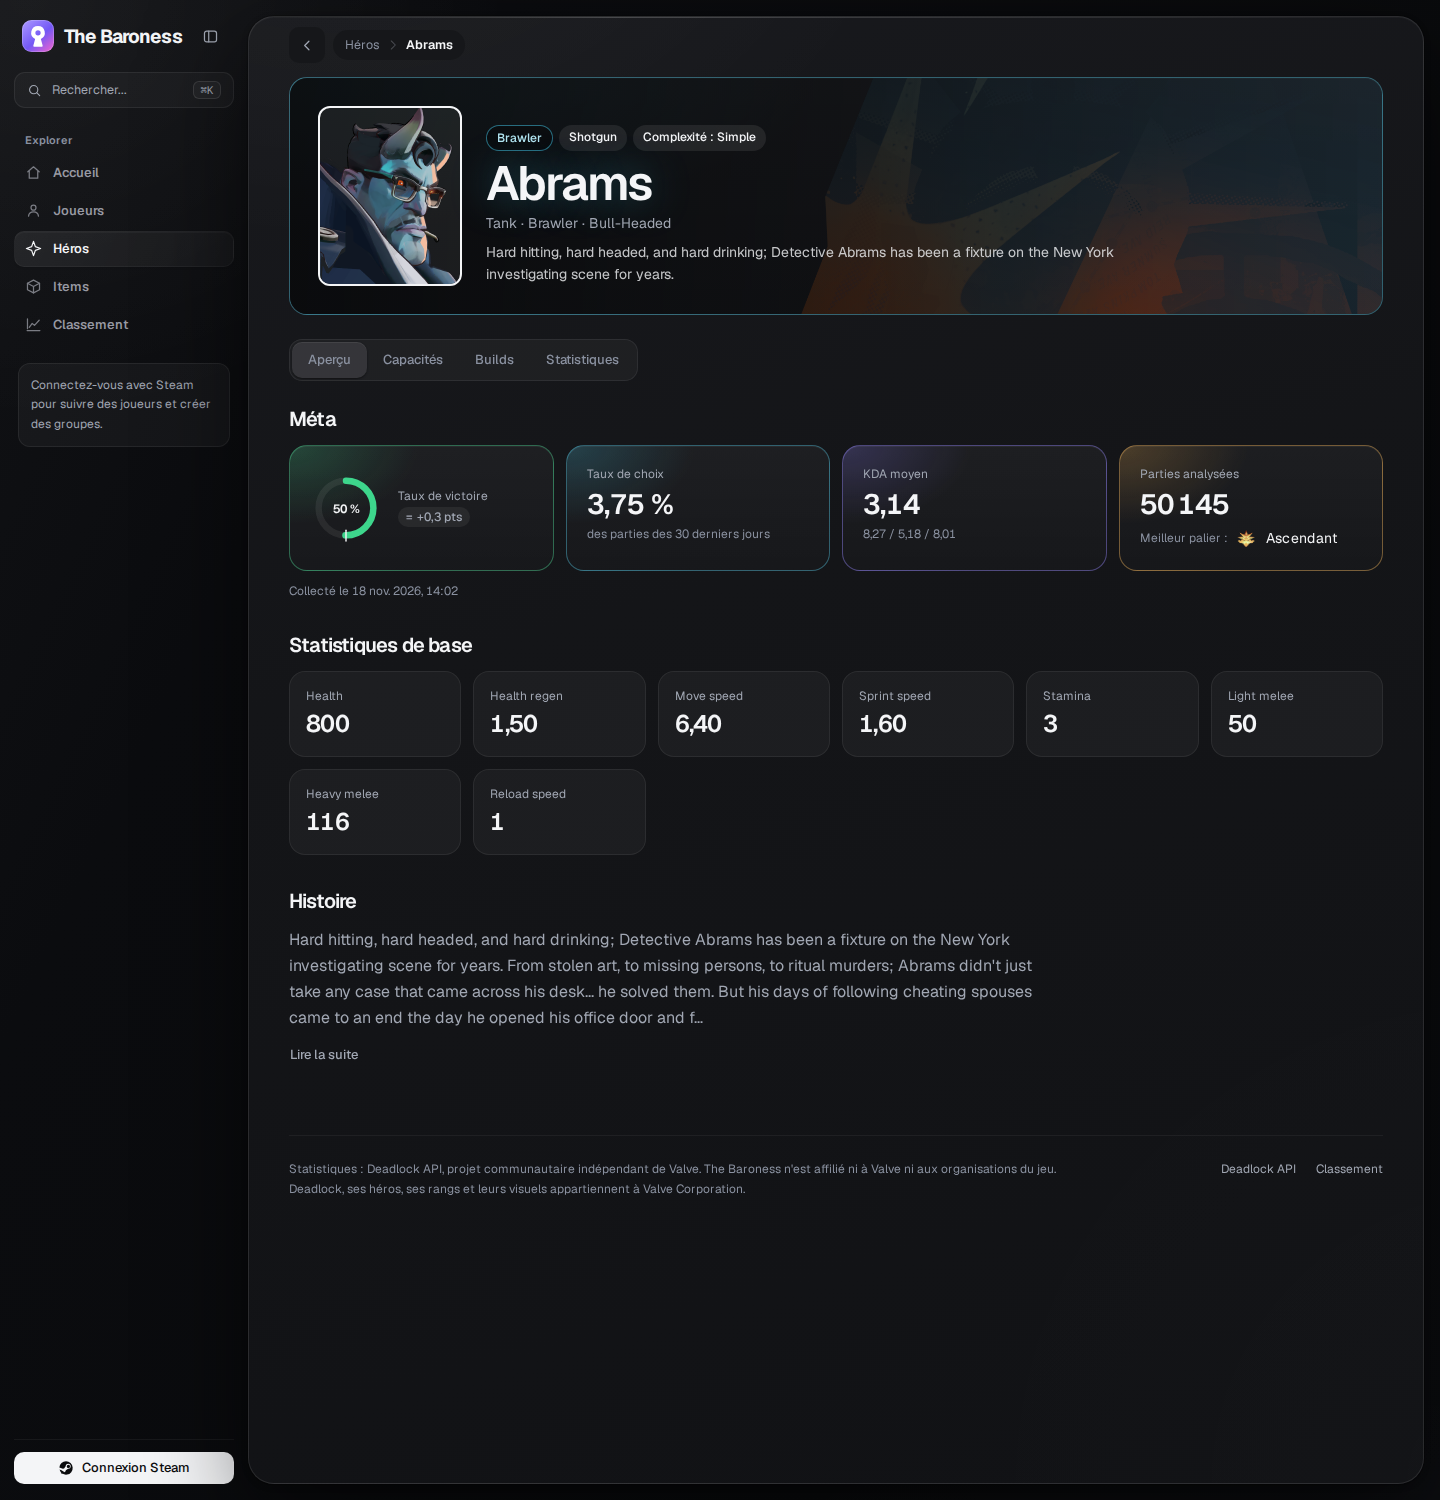 The Baroness
Rechercher...
⌘K
Explorer
Accueil
Joueurs
Héros
Items
Classement
Connectez-vous avec Steam
pour suivre des joueurs et créer
des groupes.
Connexion Steam
Héros
Abrams
Brawler
Shotgun
Complexité : Simple
Abrams
Tank · Brawler · Bull-Headed
Hard hitting, hard headed, and hard drinking; Detective Abrams has been a fixture on the New York
investigating scene for years.
Aperçu
Capacités
Builds
Statistiques
Méta
50 %
Taux de victoire
= +0,3 pts
Taux de choix
3,75 %
des parties des 30 derniers jours
KDA moyen
3,14
8,27 / 5,18 / 8,01
Parties analysées
50 145
Meilleur palier :
Ascendant
Collecté le 18 nov. 2026, 14:02
Statistiques de base
Health
800
Health regen
1,50
Move speed
6,40
Sprint speed
1,60
Stamina
3
Light melee
50
Heavy melee
116
Reload speed
1
Histoire
Hard hitting, hard headed, and hard drinking; Detective Abrams has been a fixture on the New York
investigating scene for years. From stolen art, to missing persons, to ritual murders; Abrams didn't just
take any case that came across his desk... he solved them. But his days of following cheating spouses
came to an end the day he opened his office door and f...
Lire la suite
Statistiques : Deadlock API, projet communautaire indépendant de Valve. The Baroness n'est affilié ni à Valve ni aux organisations du jeu.
Deadlock, ses héros, ses rangs et leurs visuels appartiennent à Valve Corporation.
Deadlock API
Classement